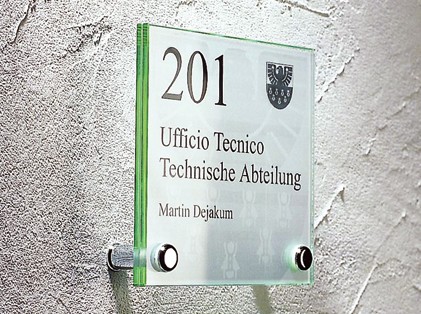 201
Ufficio Tecnico
Technische Abteilung
Martin Dejakum